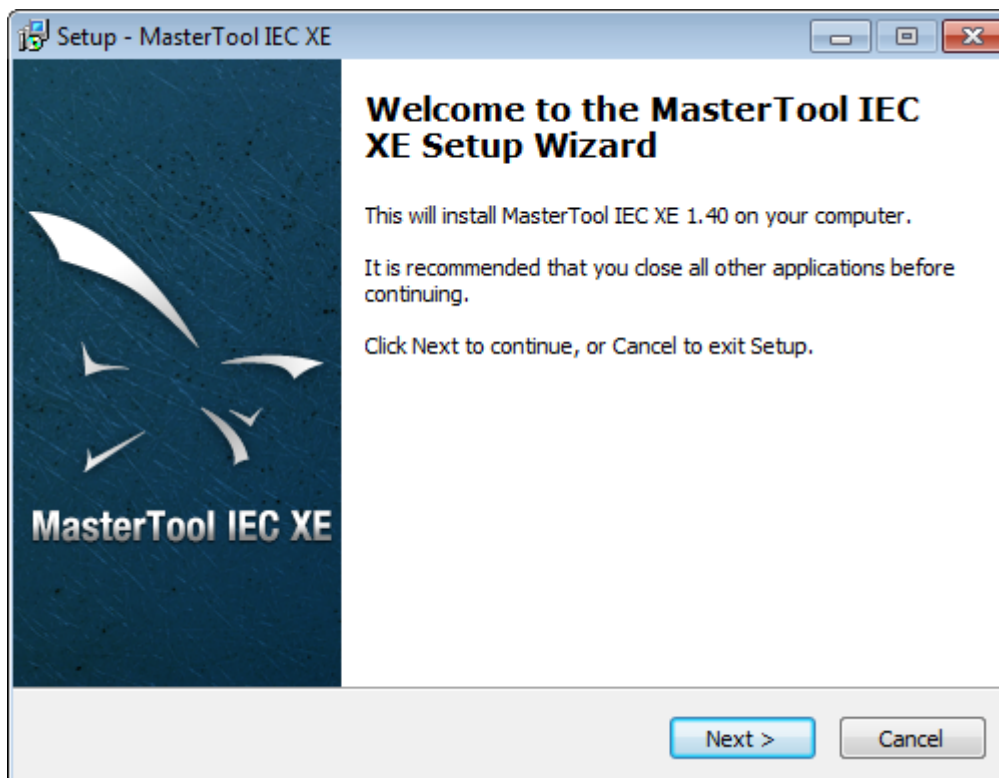 Setup - MasterTool IEC XE
Welcome to the MasterTool IEC
XE Setup Wizard
This will install MasterTool IEC XE 1.40 on your computer.
It is recommended that you close all other applications before
continuing.
Click Next to continue, or Cancel to exit Setup.
MasterTool IEC XE
Next >
Cancel